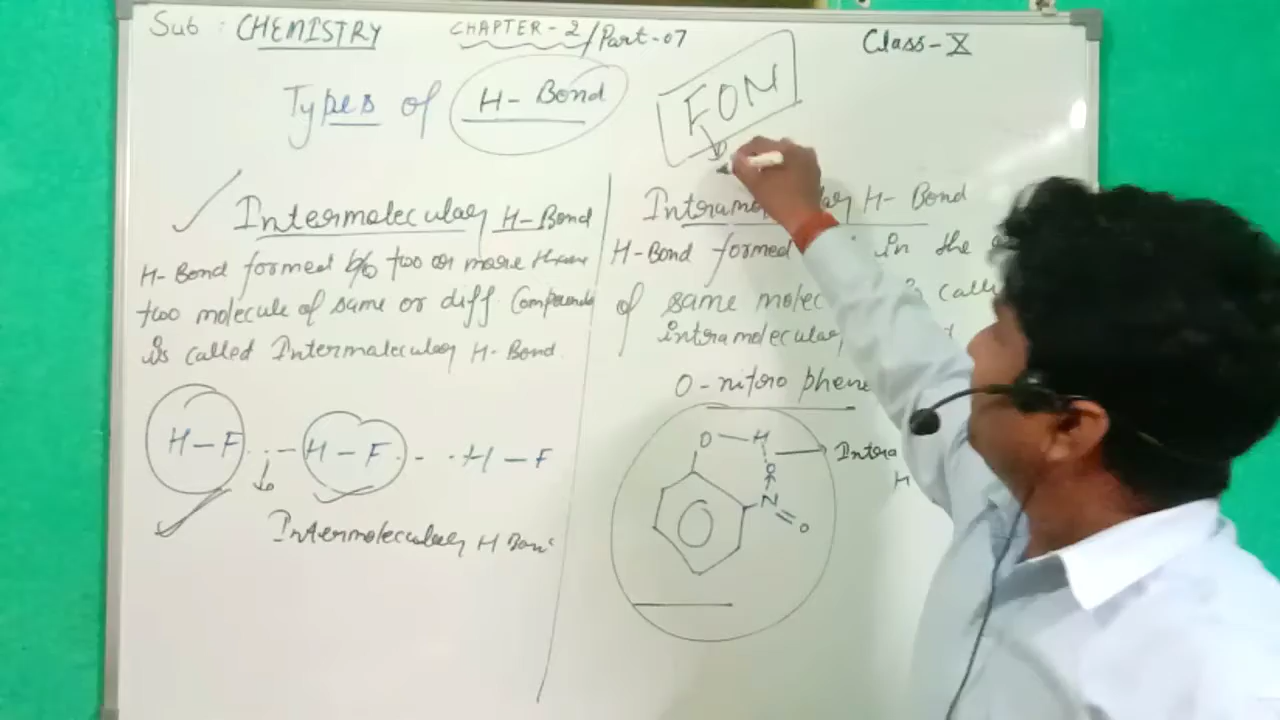 Sub : CHEMISTRY CHAPTER-2/Part-07 Class-X
Types of H-Bond
FON
Intermolecular H-Bond
H-Bond formed b/w two or more than
two molecule of same or diff Compounds
is called Intermolecular H-Bond.
H-F ---H-F- - -H-F
Intermolecular H Bon
H-Bond
H-Bond formed in the
of same molec
intramolecular
O-nitro phen
O-H
O
N
O
Intra
H